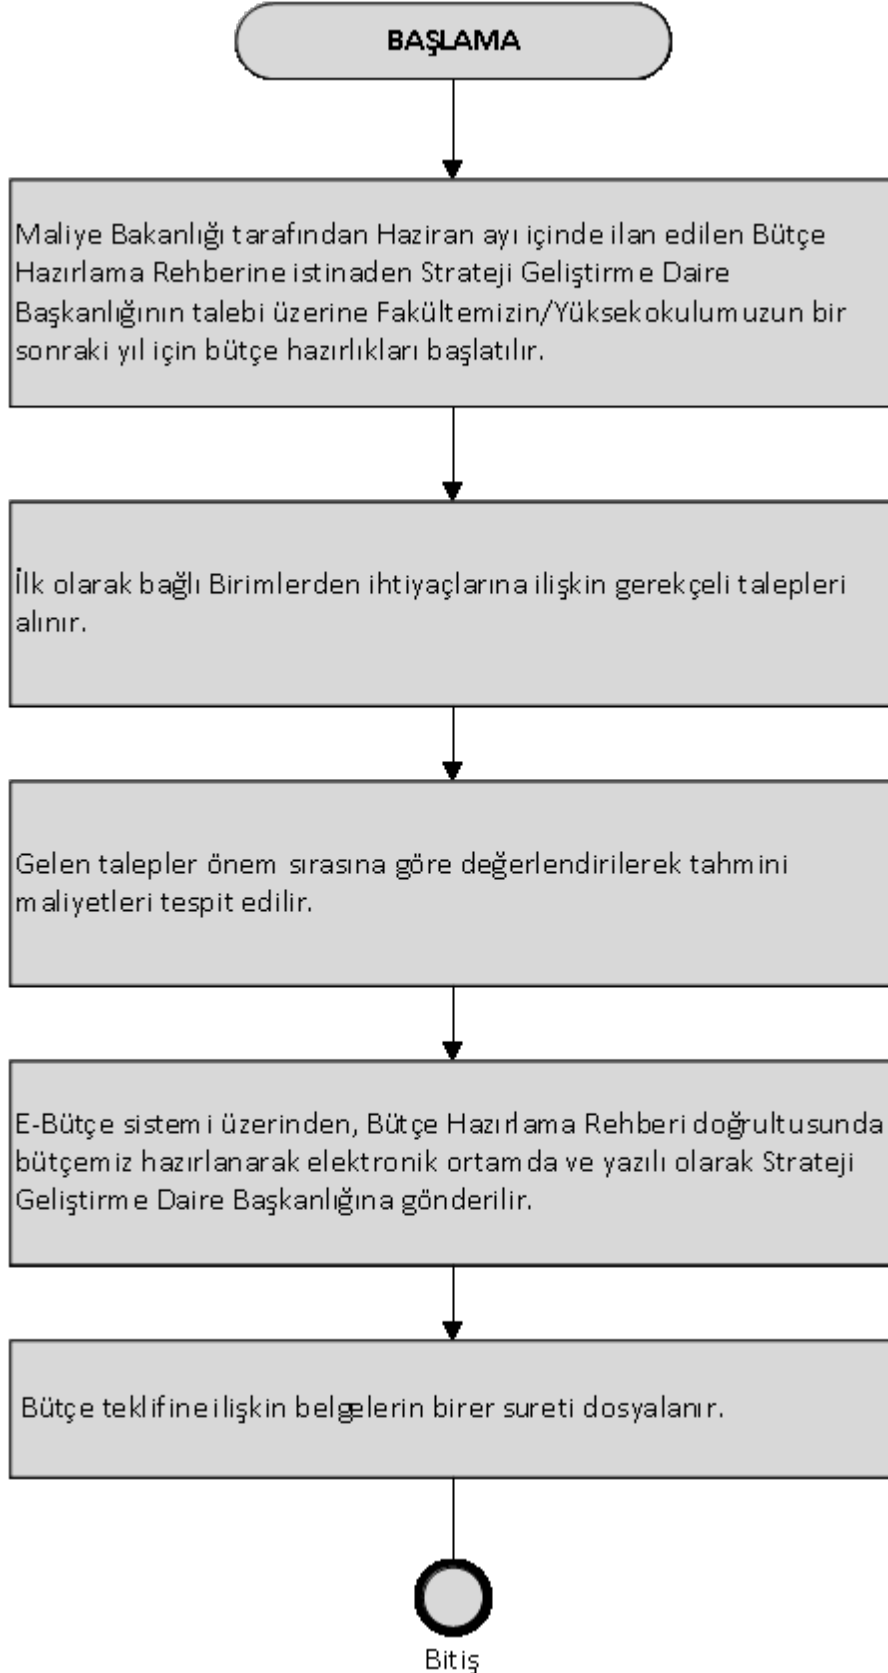 BAŞLAMA
Maliye Bakanlığı tarafından Haziran ayı içinde ilan edilen Bütçe
Hazırlama Rehberine istinaden Strateji Geliştirme Daire
Başkanlığının talebi üzerine Fakültemizin/Yüksekokulumuzun bir
sonraki yıl için bütçe hazırlıkları başlatılır.
İlk olarak bağlı Birimlerden ihtiyaçlarına ilişkin gerekçeli talepleri
alınır.
Gelen talepler önem sırasına göre değerlendirilerek tahmini
maliyetleri tespit edilir.
E-Bütçe sistemi üzerinden, Bütçe Hazırlama Rehberi doğrultusunda
bütçemiz hazırlanarak elektronik ortamda ve yazılı olarak Strateji
Geliştirme Daire Başkanlığına gönderilir.
Bütçe teklifine ilişkin belgelerin birer sureti dosyalanır.
Bitiş